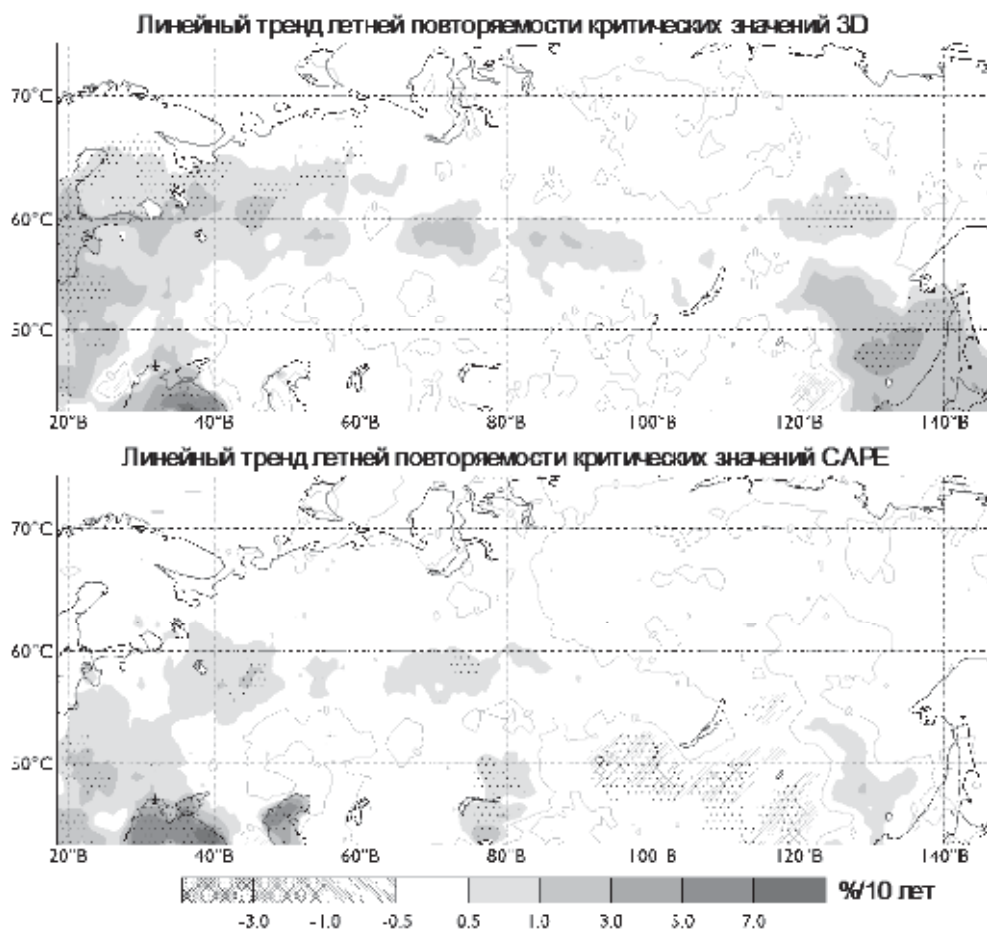 Линейный тренд летней повторяемости критических значений 3D
70°C
60°C
50°C
20°B 40°B 60°B 80°B 100°B 120°B 140°B
Линейный тренд летней повторяемости критических значений CAPE
70°C
60°C
50°C
20°B 40°B 60°B 80°B 100°B 120°B 140°B
%/10 лет
-3.0 -1.0 -0.5 0.5 1.0 3.0 5.0 7.0